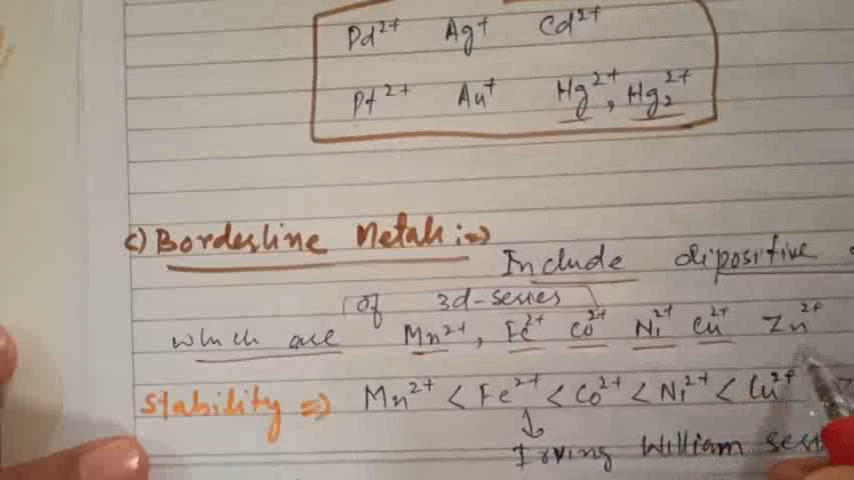 Pd²⁺ Ag⁺ Cd²⁺
Pt²⁺ Au⁺ Hg²⁺, Hg₂²⁺
c) Borderline Metals :=>
Include dipositive
of 3d-series
which are Mn²⁺, Fe²⁺ Co²⁺ Ni²⁺ Cu²⁺ Zn²⁺
Stability => Mn²⁺ < Fe²⁺ < Co²⁺ < Ni²⁺ < Cu²⁺
↓
Irving William